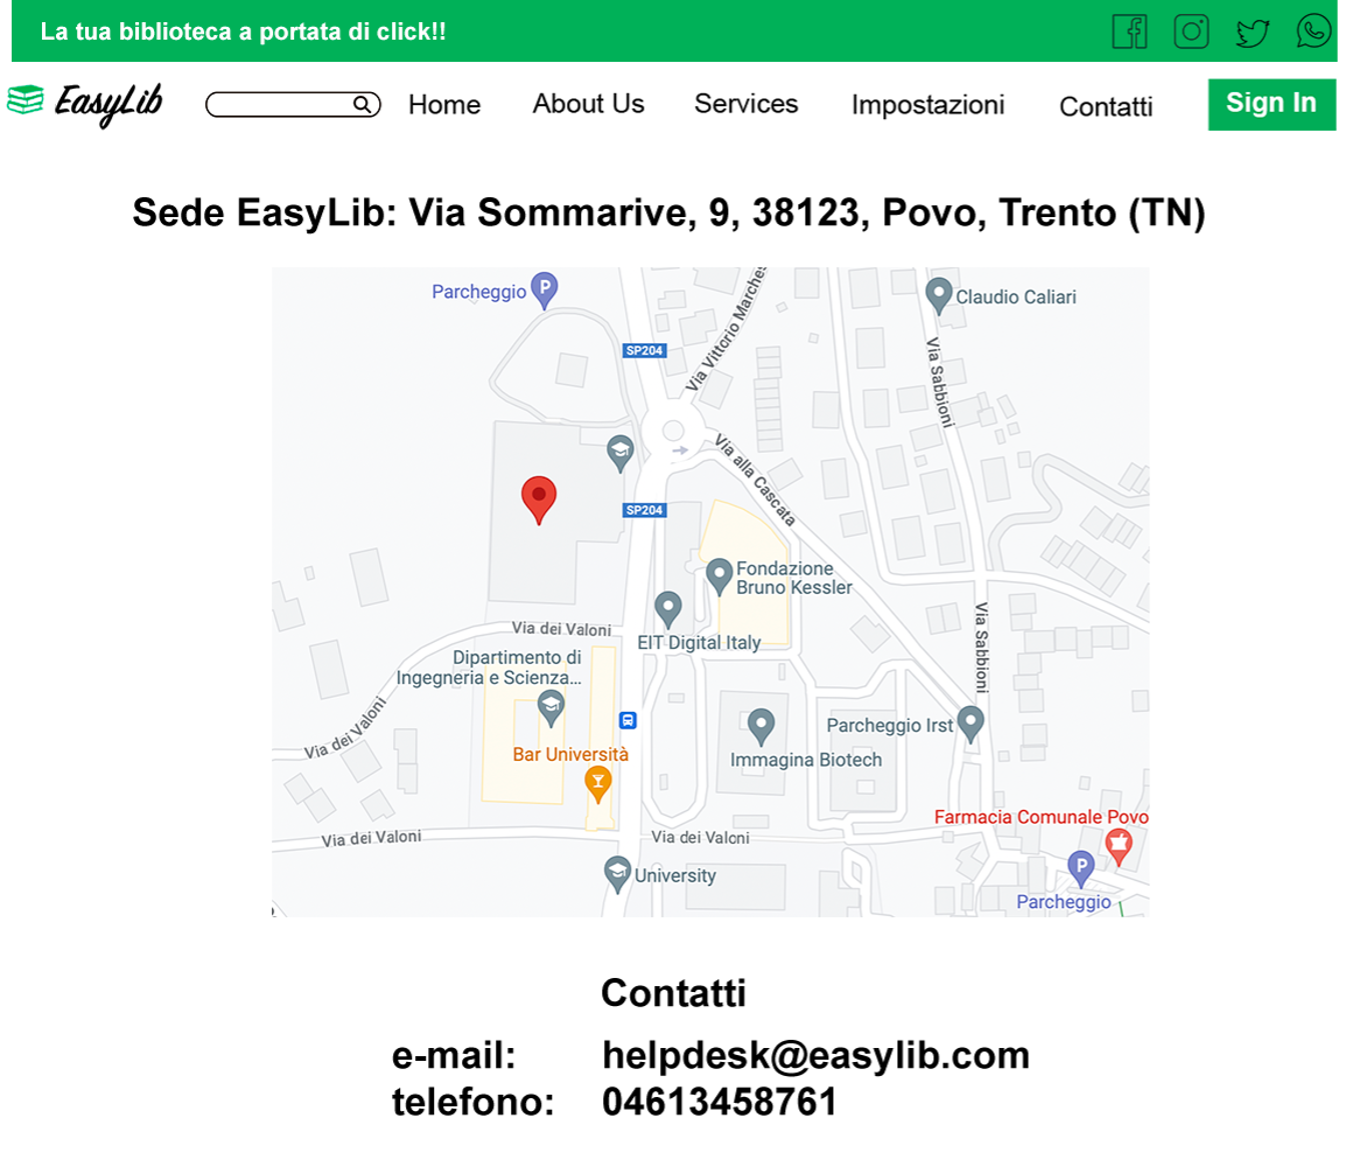 La tua biblioteca a portata di click!!
EasyLib
Home
About Us
Services
Impostazioni
Contatti
Sign In
Sede EasyLib: Via Sommarive, 9, 38123, Povo, Trento (TN)
Parcheggio
P
Claudio Caliari
SP204
Via Vittorio Marches
Via Sabbioni
Via alla Cascata
SP204
Fondazione
Bruno Kessler
EIT Digital Italy
Via dei Valoni
Via Sabbioni
Dipartimento di
Ingegneria e Scienza...
Via dei Valoni
Parcheggio Irst
Bar Università
Immagina Biotech
Farmacia Comunale Povo
Via dei Valoni
Via dei Valoni
University
P
Parcheggio
Contatti
e-mail: helpdesk@easylib.com
telefono: 04613458761